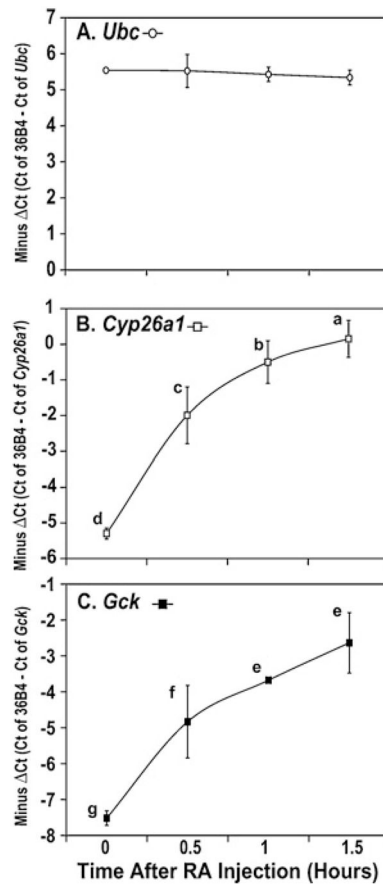 7
6
5
4
3
2
1
0
A. Ubc
Minus ΔCt (Ct of 36B4 - Ct of Ubc)
1
0
-1
-2
-3
-4
-5
-6
B. Cyp26a1
a
b
c
d
Minus ΔCt (Ct of 36B4 - Ct of Cyp26a1)
-1
-2
-3
-4
-5
-6
-7
-8
C. Gck
e
e
f
g
Minus ΔCt (Ct of 36B4 - Ct of Gck)
0 0.5 1 1.5
Time After RA Injection (Hours)